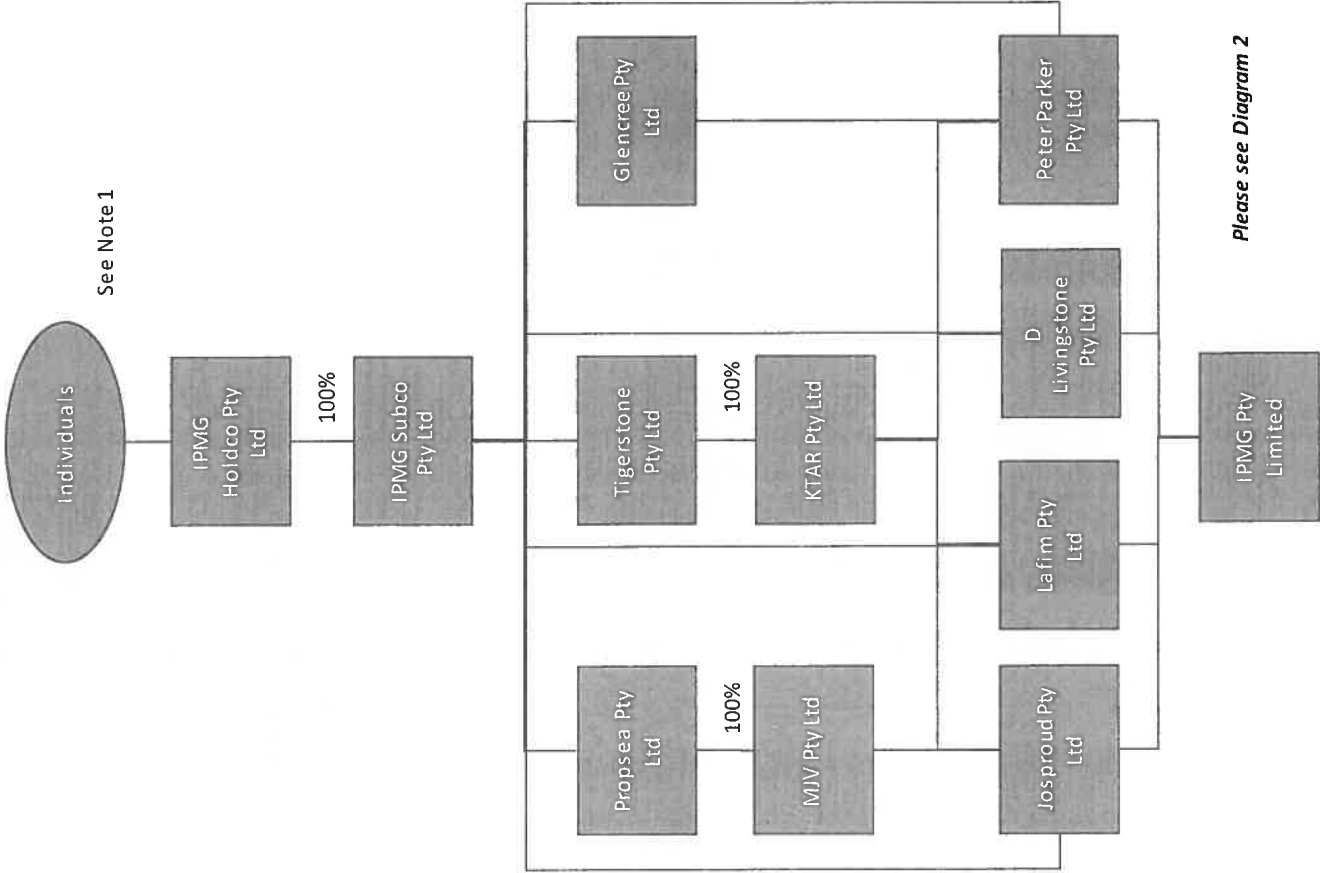 Individuals
See Note 1
IPMG
Holdco Pty
Ltd
100%
IPMG Subco
Pty Ltd
Propsea Pty
Ltd
Tigerstone
Pty Ltd
Glencree Pty
Ltd
100%
100%
MJV Pty Ltd
KTAR Pty Ltd
Josproud Pty
Ltd
Lafim Pty
Ltd
D
Livingstone
Pty Ltd
Peter Parker
Pty Ltd
IPMG Pty
Limited
Please see Diagram 2